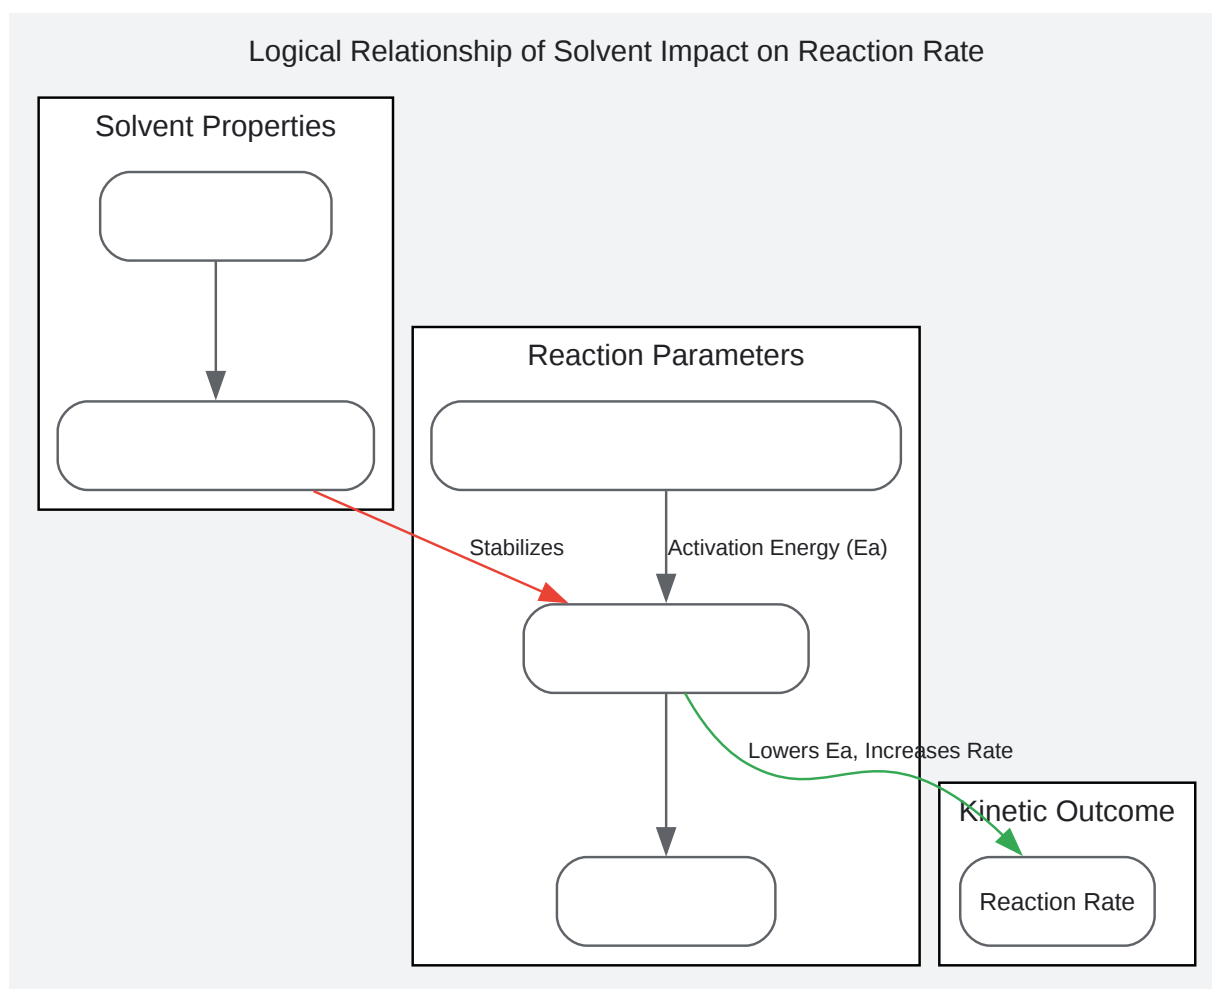 Logical Relationship of Solvent Impact on Reaction Rate
Solvent Properties
Reaction Parameters
Stabilizes
Activation Energy (Ea)
Lowers Ea, Increases Rate
Kinetic Outcome
Reaction Rate